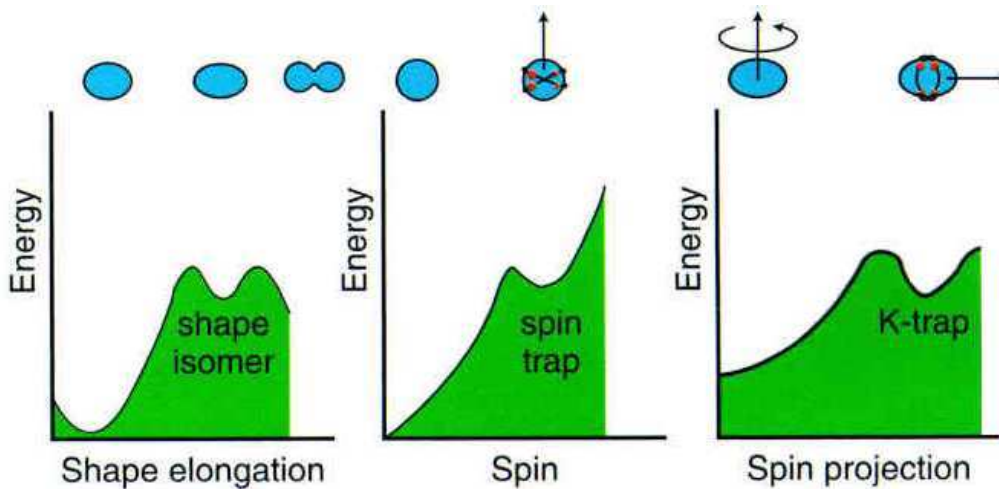 Energy
shape
isomer
Shape elongation
Energy
spin
trap
Spin
Energy
K-trap
Spin projection